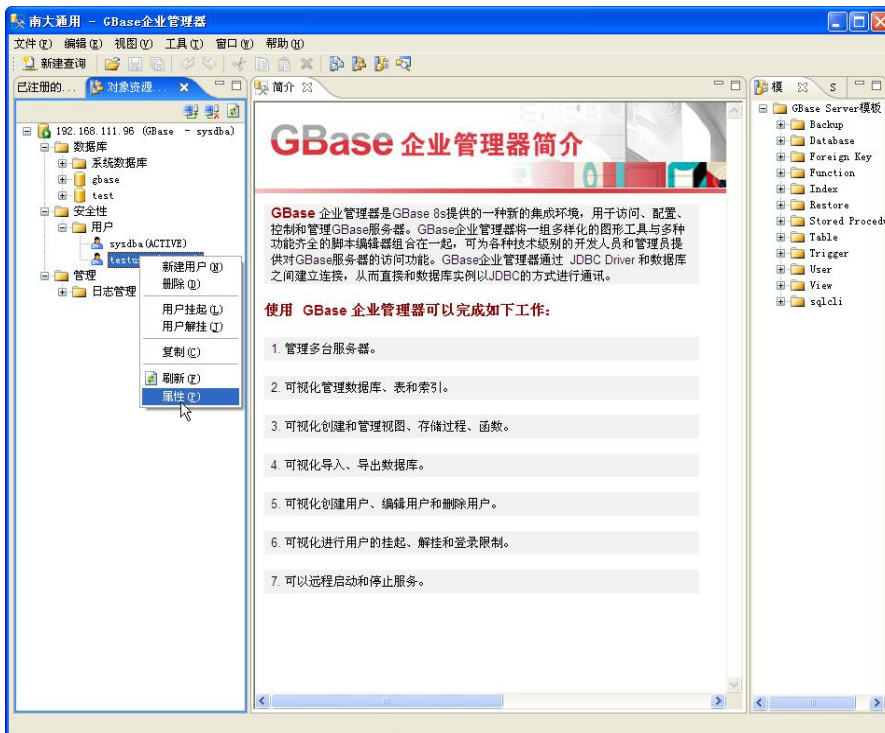 南大通用 - GBase企业管理器
文件(F) 编辑(E) 视图(V) 工具(T) 窗口(W) 帮助(H)
新建查询
已注册的... 对象资源...
192.168.111.96 (GBase - sysdba)
数据库
系统数据库
gbase
test
安全性
用户
sysdba(ACTIVE)
管理
日志管理
新建用户(N)
删除(D)
用户挂起(L)
用户解挂(T)
复制(C)
刷新(F)
属性(P)
简介
GBase 企业管理器简介
GBase 企业管理器是GBase 8s提供的一种新的集成环境，用于访问、配置、
控制和管理GBase服务器。GBase企业管理器将一组多样化的图形工具与多种
功能齐全的脚本编辑器组合在一起，可为各种技术级别的开发人员和管理员提
供对GBase服务器的访问功能。GBase企业管理器通过 JDBC Driver 和数据库
之间建立连接，从而直接和数据库实例以JDBC的方式进行通讯。
使用 GBase 企业管理器可以完成如下工作:
1. 管理多台服务器。
2. 可视化管理数据库、表和索引。
3. 可视化创建和管理视图、存储过程、函数。
4. 可视化导入、导出数据库。
5. 可视化创建用户、编辑用户和删除用户。
6. 可视化进行用户的挂起、解挂和登录限制。
7. 可以远程启动和停止服务。
模 S
GBase Server模板
Backup
Database
Foreign Key
Function
Index
Restore
Stored Procedu
Table
Trigger
User
View
sqlcli